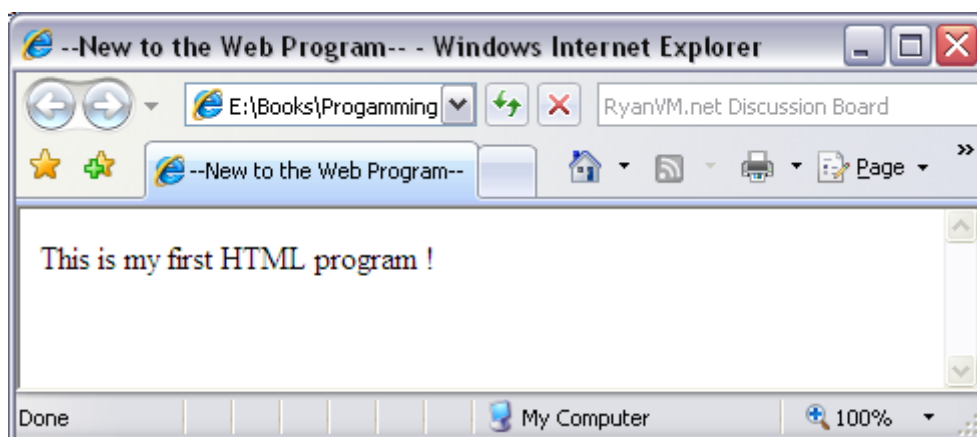 --New to the Web Program-- - Windows Internet Explorer
E:\Books\Progamming
RyanVM.net Discussion Board
--New to the Web Program--
Page
This is my first HTML program !
Done
My Computer
100%